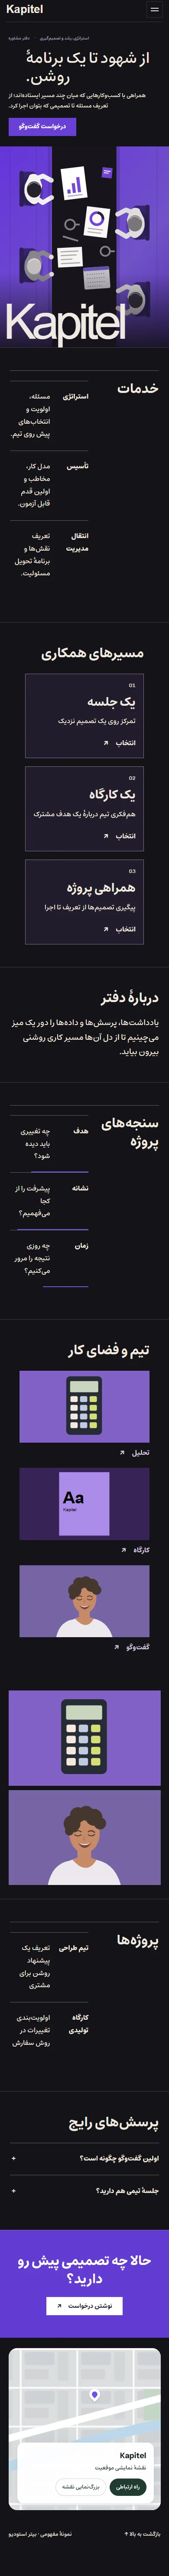 Kapitel
استراتژی، رشد و تصمیم‌گیری
دفتر مشاوره
از شهود تا یک برنامهٔ
روشن.
همراهی با کسب‌وکارهایی که میان چند مسیر ایستاده‌اند؛ از
تعریف مسئله تا تصمیمی که بتوان اجرا کرد.
درخواست گفت‌وگو
Kapitel
خدمات
استراتژی
مسئله،
اولویت و
انتخاب‌های
پیش روی تیم.
تأسیس
مدل کار،
مخاطب و
اولین قدم
قابل آزمون.
انتقال
مدیریت
تعریف
نقش‌ها و
برنامهٔ تحویل
مسئولیت.
مسیرهای همکاری
01
یک جلسه
تمرکز روی یک تصمیم نزدیک
انتخاب ↗
02
یک کارگاه
هم‌فکری تیم دربارهٔ یک هدف مشترک
انتخاب ↗
03
همراهی پروژه
پیگیری تصمیم‌ها از تعریف تا اجرا
انتخاب ↗
دربارهٔ دفتر
یادداشت‌ها، پرسش‌ها و داده‌ها را دور یک میز
می‌چینیم تا از دل آن‌ها مسیر کاری روشنی
بیرون بیاید.
سنجه‌های
پروژه
هدف
چه تغییری
باید دیده
شود؟
نشانه
پیشرفت را از
کجا
می‌فهمیم؟
زمان
چه روزی
نتیجه را مرور
می‌کنیم؟
تیم و فضای کار
تحلیل ↗
Aa
Kapitel
کارگاه ↗
گفت‌وگو ↗
پروژه‌ها
تیم طراحی
تعریف یک
پیشنهاد
روشن برای
مشتری
کارگاه
تولیدی
اولویت‌بندی
تغییرات در
روش سفارش
پرسش‌های رایج
اولین گفت‌وگو چگونه است؟ +
جلسهٔ تیمی هم دارید؟ +
حالا چه تصمیمی پیش رو
دارید؟
نوشتن درخواست ↗
Kapitel
نقشهٔ نمایشی موقعیت
راه ارتباطی
بزرگ‌نمایی نقشه
بازگشت به بالا ↑
نمونهٔ مفهومی · بیتر استودیو